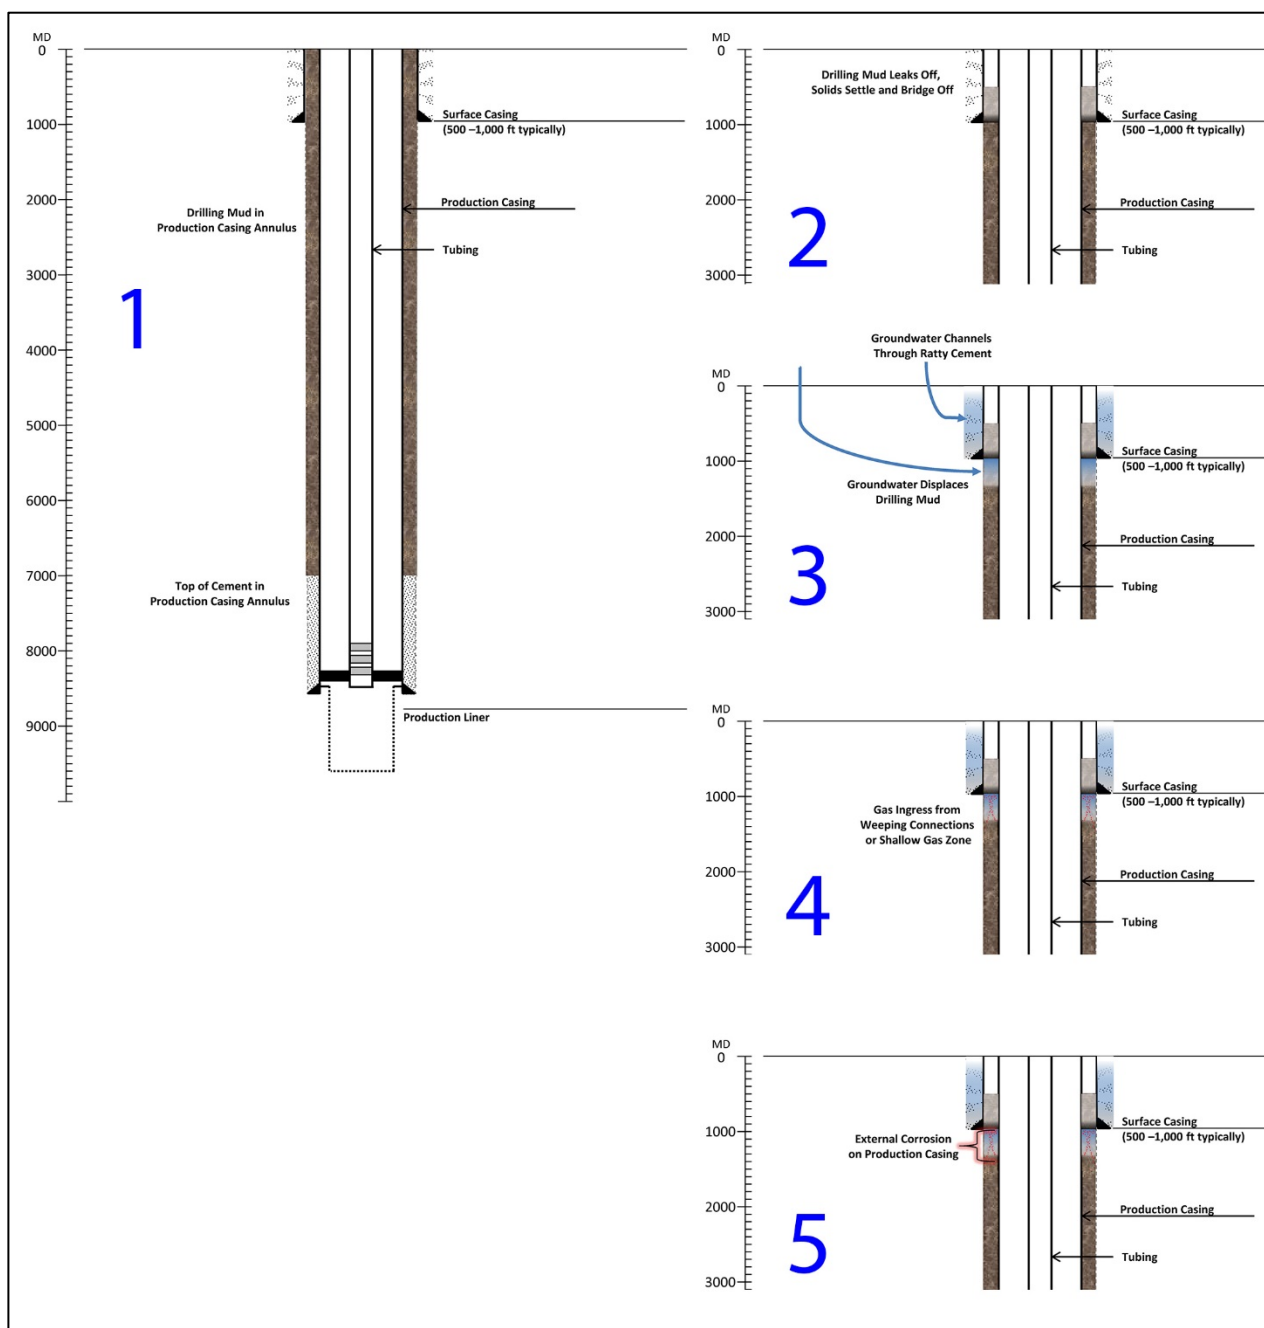 MD
0
1000
2000
3000
4000
5000
6000
7000
8000
9000
Surface Casing
(500 –1,000 ft typically)
Drilling Mud in
Production Casing Annulus
Production Casing
Tubing
1
Top of Cement in
Production Casing Annulus
Production Liner
MD
0
1000
2000
3000
Drilling Mud Leaks Off,
Solids Settle and Bridge Off
Surface Casing
(500 –1,000 ft typically)
2
Production Casing
Tubing
Groundwater Channels
Through Ratty Cement
MD
0
1000
2000
3000
Surface Casing
(500 –1,000 ft typically)
Groundwater Displaces
Drilling Mud
3
Production Casing
Tubing
MD
0
1000
2000
3000
Surface Casing
(500 –1,000 ft typically)
Gas Ingress from
Weeping Connections
or Shallow Gas Zone
4
Production Casing
Tubing
MD
0
1000
2000
3000
Surface Casing
(500 –1,000 ft typically)
External Corrosion
on Production Casing
5
Production Casing
Tubing